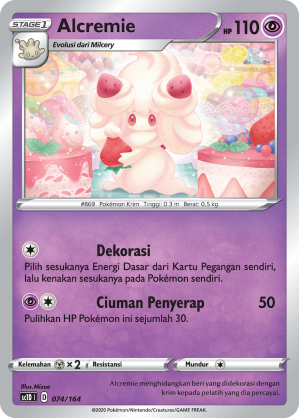 STAGE 1 Alcremie HP 110
Evolusi dari Milcery
#869 Pokémon Krim Tinggi: 0.3 m Berat: 0.5 kg
Dekorasi
Pilih sesukanya Energi Dasar dari Kartu Pegangan sendiri,
lalu kenakan sesukanya pada Pokémon sendiri.
Ciuman Penyerap 50
Pulihkan HP Pokémon ini sejumlah 30.
Kelemahan ×2 Resistansi Mundur
Illus. Mizue
SC1D I D 074/164
Alcremie menghidangkan beri yang didekorasi dengan
krim kepada pelatih yang dia percayai.
©2020 Pokémon/Nintendo/Creatures/GAME FREAK.